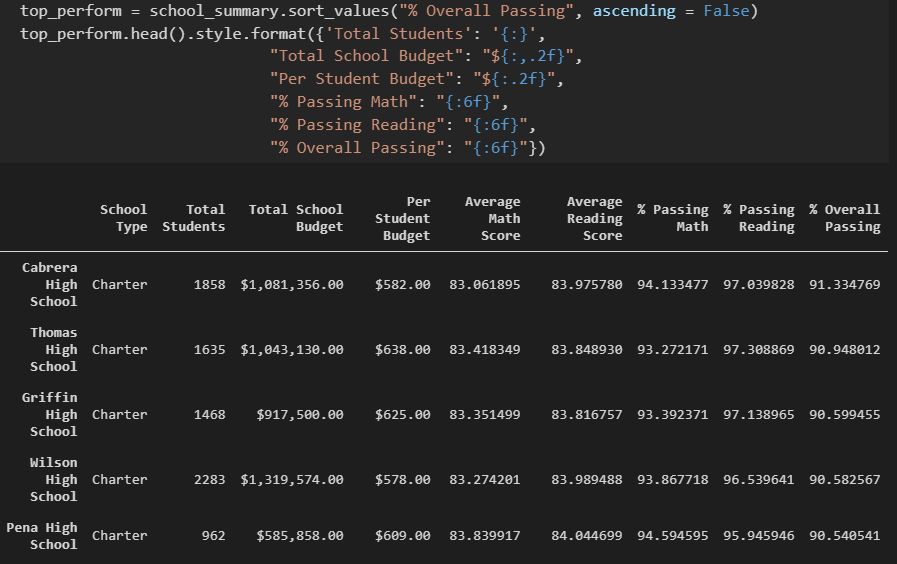 top_perform = school_summary.sort_values("% Overall Passing", ascending = False)
top_perform.head().style.format({'Total Students': '{:}',
"Total School Budget": "${:,.2f}",
"Per Student Budget": "${:.2f}",
"% Passing Math": "{:6f}",
"% Passing Reading": "{:6f}",
"% Overall Passing": "{:6f}"})
School Type Total Students Total School Budget Per Student Budget Average Math Score Average Reading Score % Passing Math % Passing Reading % Overall Passing
Cabrera High School Charter 1858 $1,081,356.00 $582.00 83.061895 83.975780 94.133477 97.039828 91.334769
Thomas High School Charter 1635 $1,043,130.00 $638.00 83.418349 83.848930 93.272171 97.308869 90.948012
Griffin High School Charter 1468 $917,500.00 $625.00 83.351499 83.816757 93.392371 97.138965 90.599455
Wilson High School Charter 2283 $1,319,574.00 $578.00 83.274201 83.989488 93.867718 96.539641 90.582567
Pena High School Charter 962 $585,858.00 $609.00 83.839917 84.044699 94.594595 95.945946 90.540541